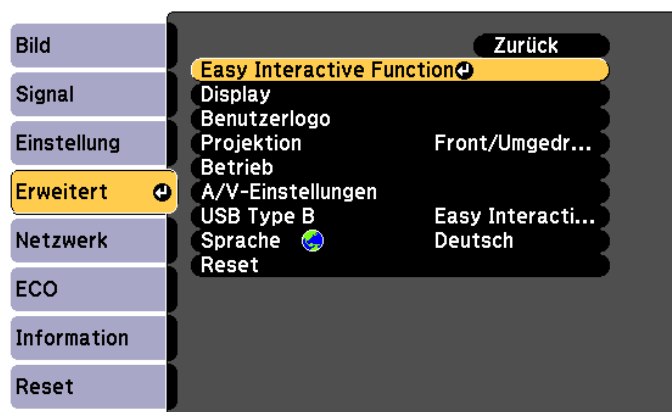 Bild
Signal
Einstellung
Erweitert
Netzwerk
ECO
Information
Reset
Zurück
Easy Interactive Function
Display
Benutzerlogo
Projektion Front/Umgedr...
Betrieb
A/V-Einstellungen
USB Type B Easy Interacti...
Sprache Deutsch
Reset